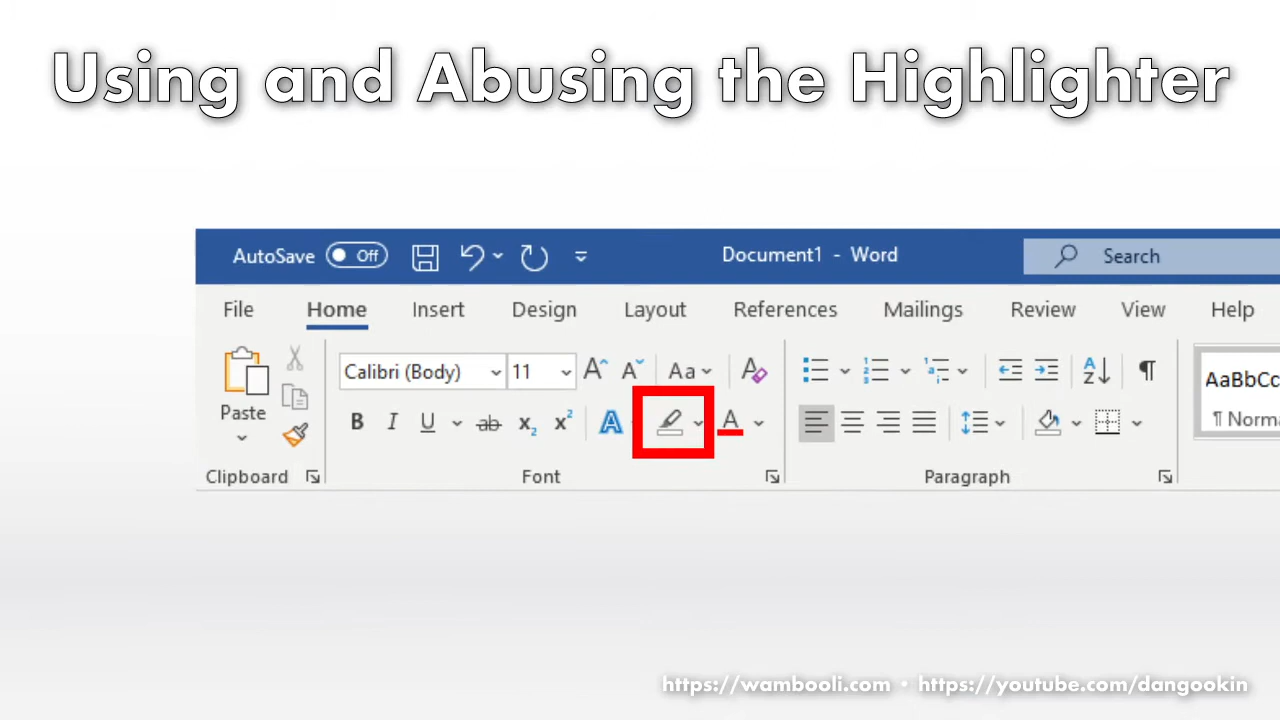 Using and Abusing the Highlighter
AutoSave Off Document1 - Word Search
File Home Insert Design Layout References Mailings Review View Help
Calibri (Body) 11 A A Aa A AaBbCc
Paste B I U ab x2 x2 A A ¶ Norma
Clipboard Font Paragraph
https://wambooli.com • https://youtube.com/dangookin